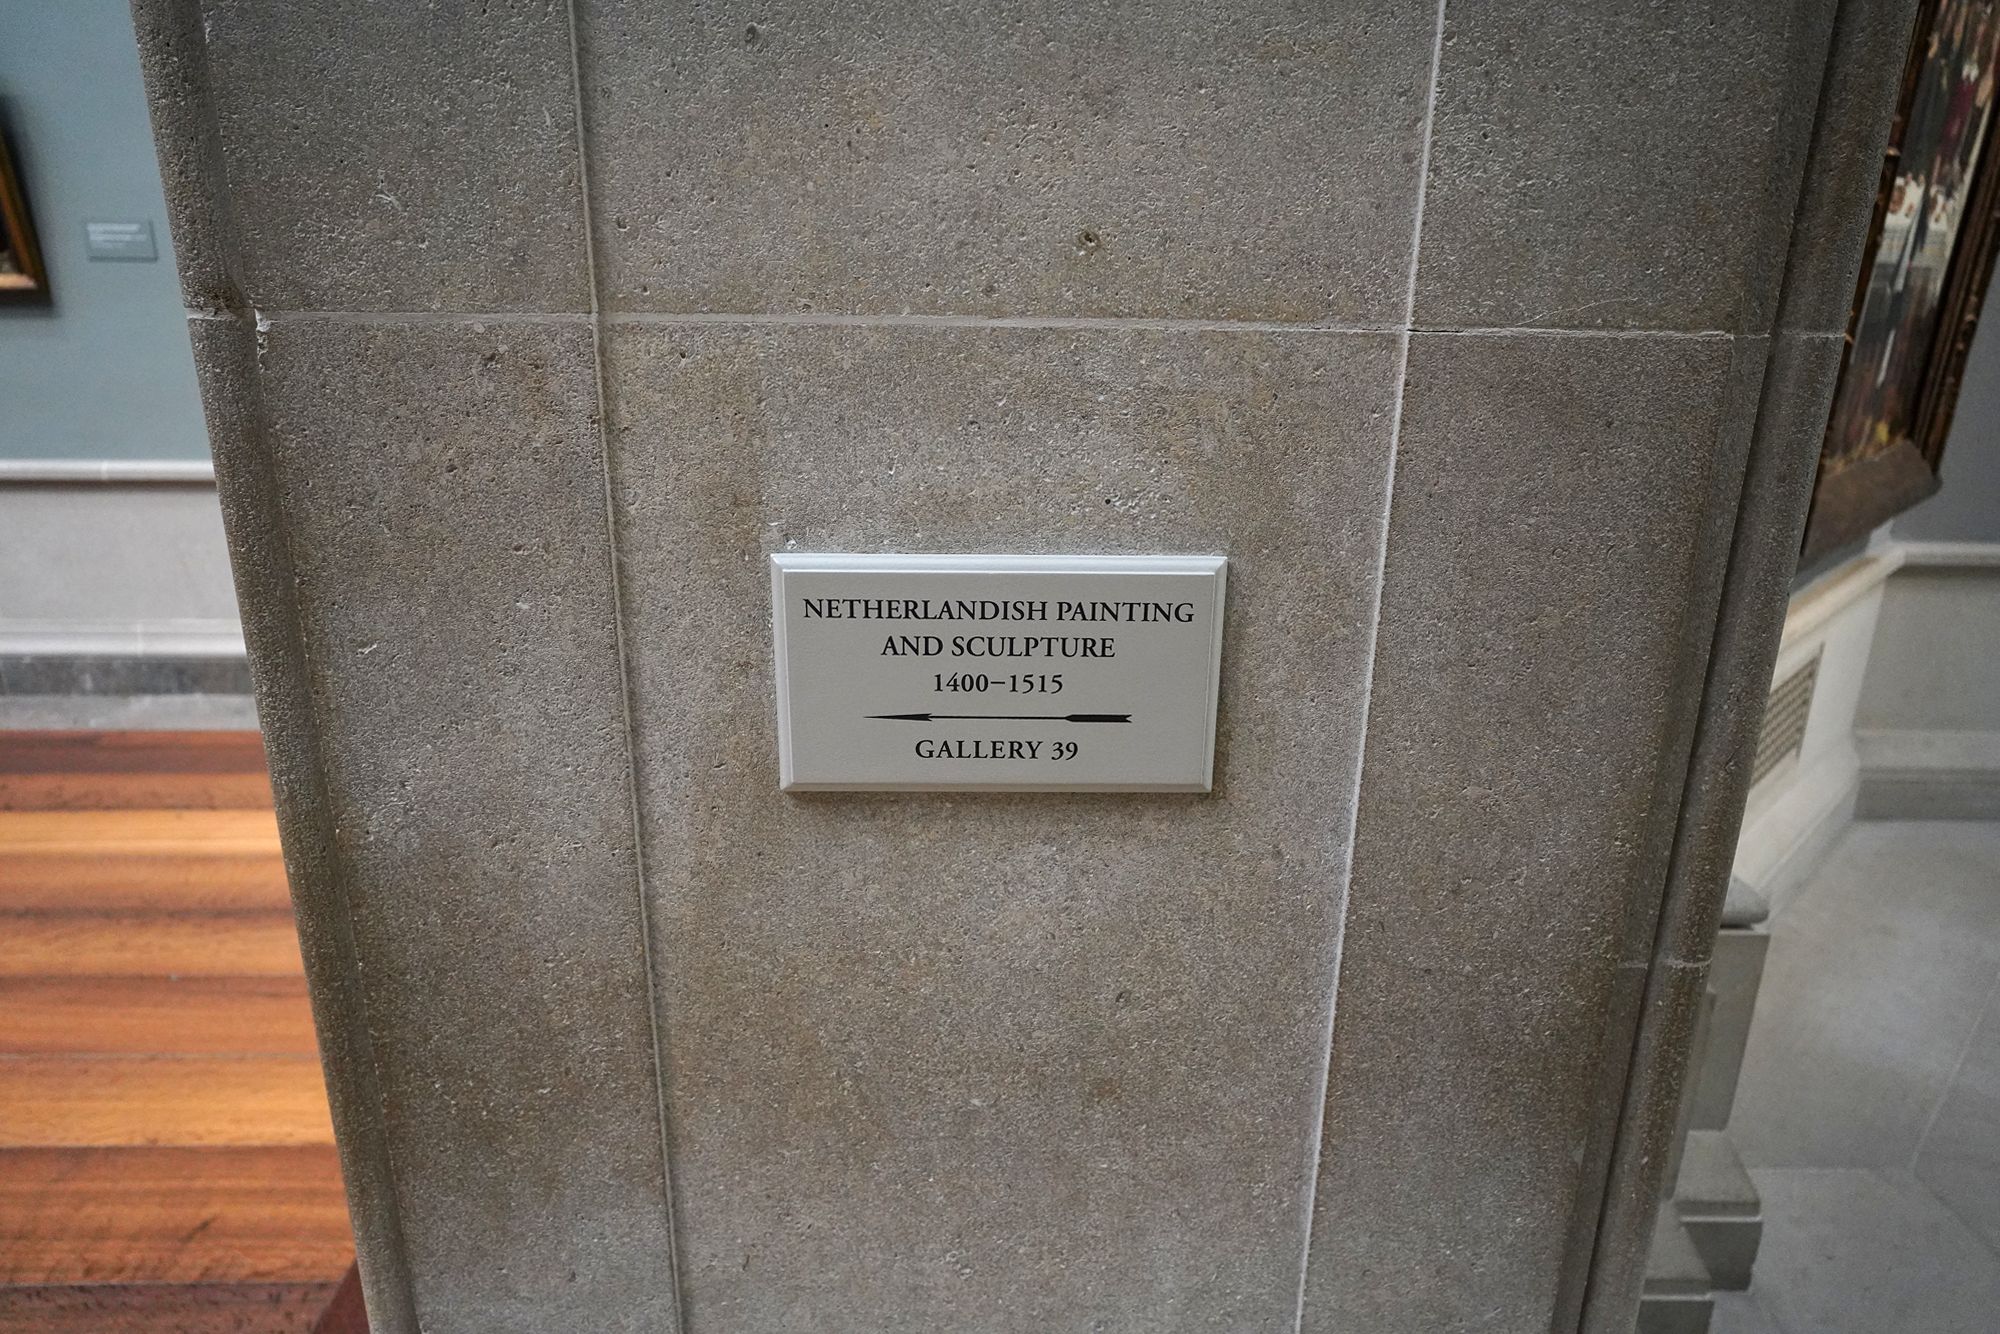 NETHERLANDISH PAINTING
AND SCULPTURE
1400–1515
GALLERY 39